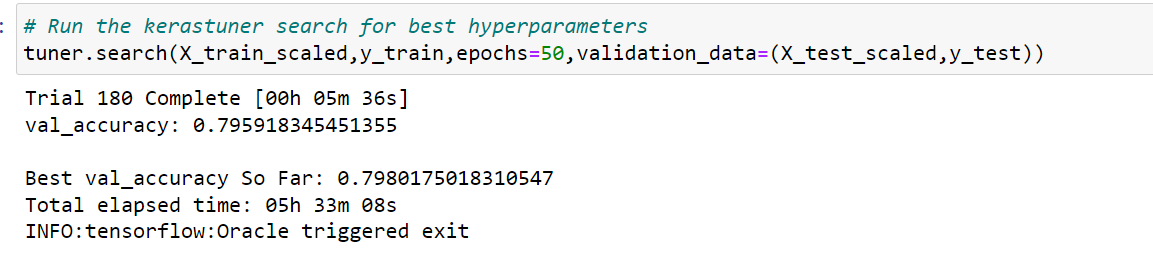 : # Run the kerastuner search for best hyperparameters
tuner.search(X_train_scaled,y_train,epochs=50,validation_data=(X_test_scaled,y_test))
Trial 180 Complete [00h 05m 36s]
val_accuracy: 0.795918345451355
Best val_accuracy So Far: 0.7980175018310547
Total elapsed time: 05h 33m 08s
INFO:tensorflow:Oracle triggered exit